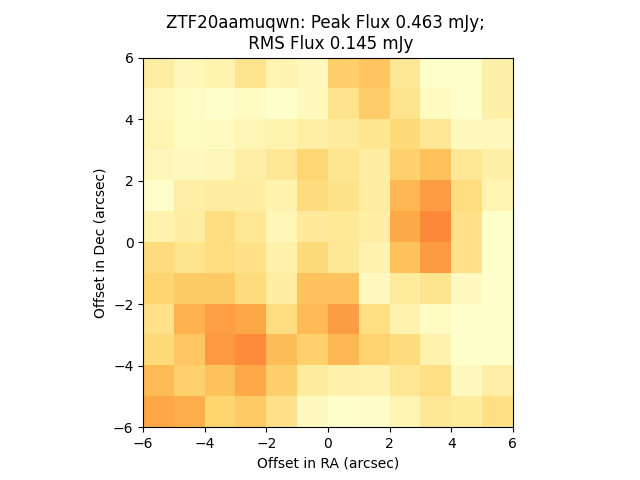 ZTF20aamuqwn: Peak Flux 0.463 mJy;
RMS Flux 0.145 mJy
6
4
2
0
−2
−4
−6
Offset in Dec (arcsec)
−6 −4 −2 0 2 4 6
Offset in RA (arcsec)